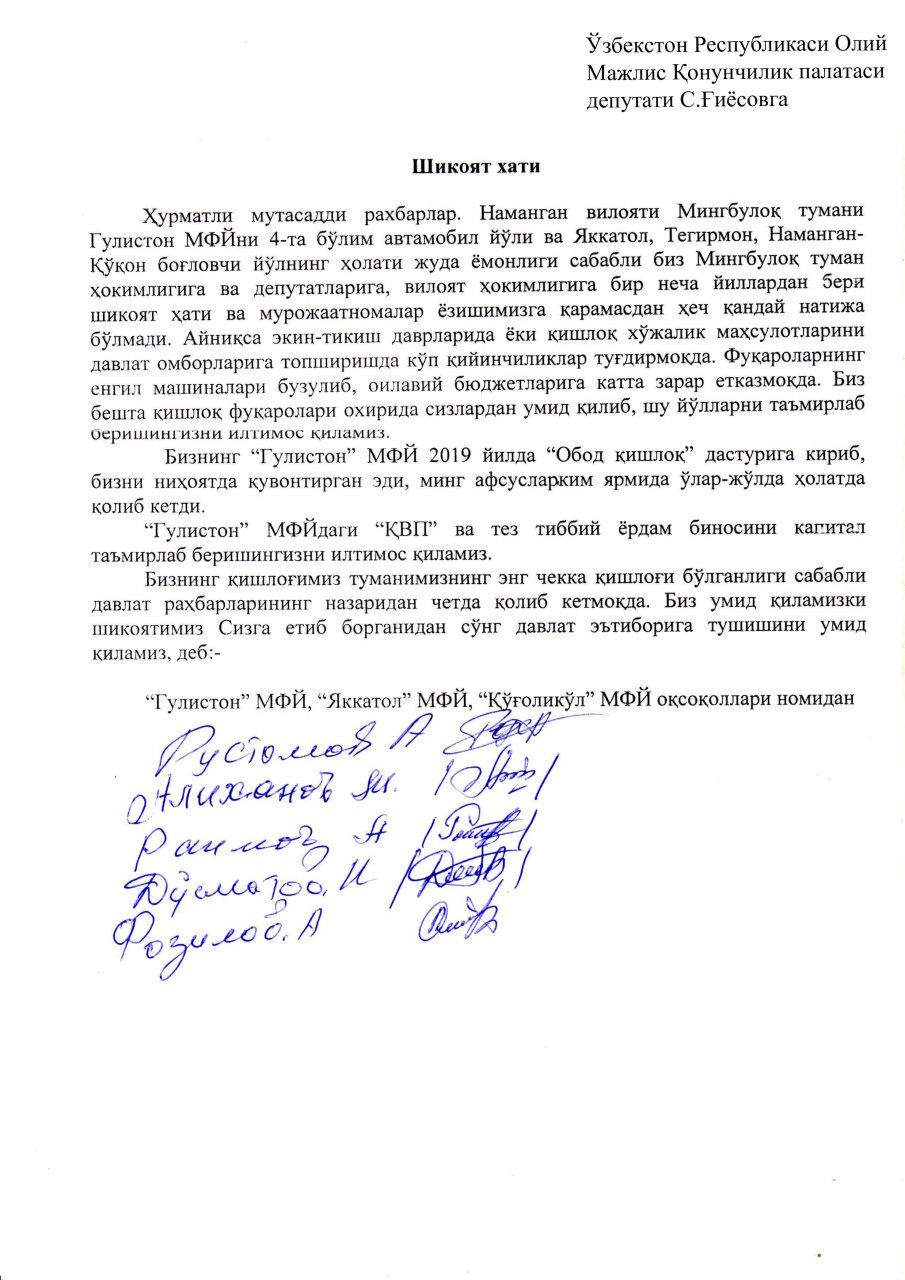 Ўзбекстон Республикаси Олий
Мажлис Қонунчилик палатаси
депутати С.Ғиёсовга
Шикоят хати
Ҳурматли мутасадди рахбарлар. Наманган вилояти Мингбулоқ тумани
Гулистон МФЙни 4-та бўлим автамобил йўли ва Яккатол, Тегирмон, Наманган-
Қўқон боғловчи йўлнинг ҳолати жуда ёмонлиги сабабли биз Мингбулоқ туман
ҳокимлигига ва депутатларига, вилоят ҳокимлигига бир неча йиллардан бери
шикоят ҳати ва мурожаатномалар ёзишимизга қарамасдан ҳеч қандай натижа
бўлмади. Айниқса экин-тикиш даврларида ёки қишлоқ хўжалик маҳсулотларини
давлат омборларига топширишда кўп қийинчиликлар туғдирмоқда. Фуқароларнинг
енгил машиналари бузулиб, оилавий бюджетларига катта зарар етказмоқда. Биз
бешта қишлоқ фуқаролари охирида сизлардан умид қилиб, шу йўлларни таъмирлаб
беришингизни илтимос қиламиз.
Бизнинг “Гулистон” МФЙ 2019 йилда “Обод қишлоқ” дастурига кириб,
бизни ниҳоятда қувонтирган эди, минг афсусларким ярмида ўлар-жўлда ҳолатда
қолиб кетди.
“Гулистон” МФЙдаги “ҚВП” ва тез тиббий ёрдам биносини капитал
таъмирлаб беришингизни илтимос қиламиз.
Бизнинг қишлоғимиз туманимизнинг энг чекка қишлоғи бўлганлиги сабабли
давлат раҳбарларининг назаридан четда қолиб кетмоқда. Биз умид қиламизки
шикоятимиз Сизга етиб борганидан сўнг давлат эътиборига тушишини умид
қиламиз, деб:-
“Гулистон” МФЙ, “Яккатол” МФЙ, “Қўғоликўл” МФЙ оқсоқоллари номидан
Рустамов А
Алиханов М.
Раимов А
Дўсматов. И
Фозилов. А